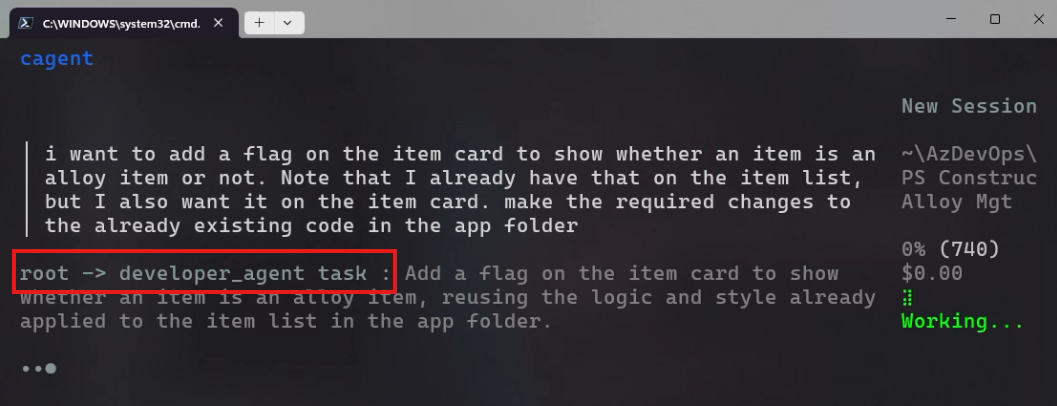 C:\WINDOWS\system32\cmd.
cagent
New Session
i want to add a flag on the item card to show whether an item is an
alloy item or not. Note that I already have that on the item list,
but I also want it on the item card. make the required changes to
the already existing code in the app folder
~\AzDevOps\
PS Construc
Alloy Mgt
0% (740)
$0.00
Working...
root -> developer_agent task : Add a flag on the item card to show
whether an item is an alloy item, reusing the logic and style already
applied to the item list in the app folder.